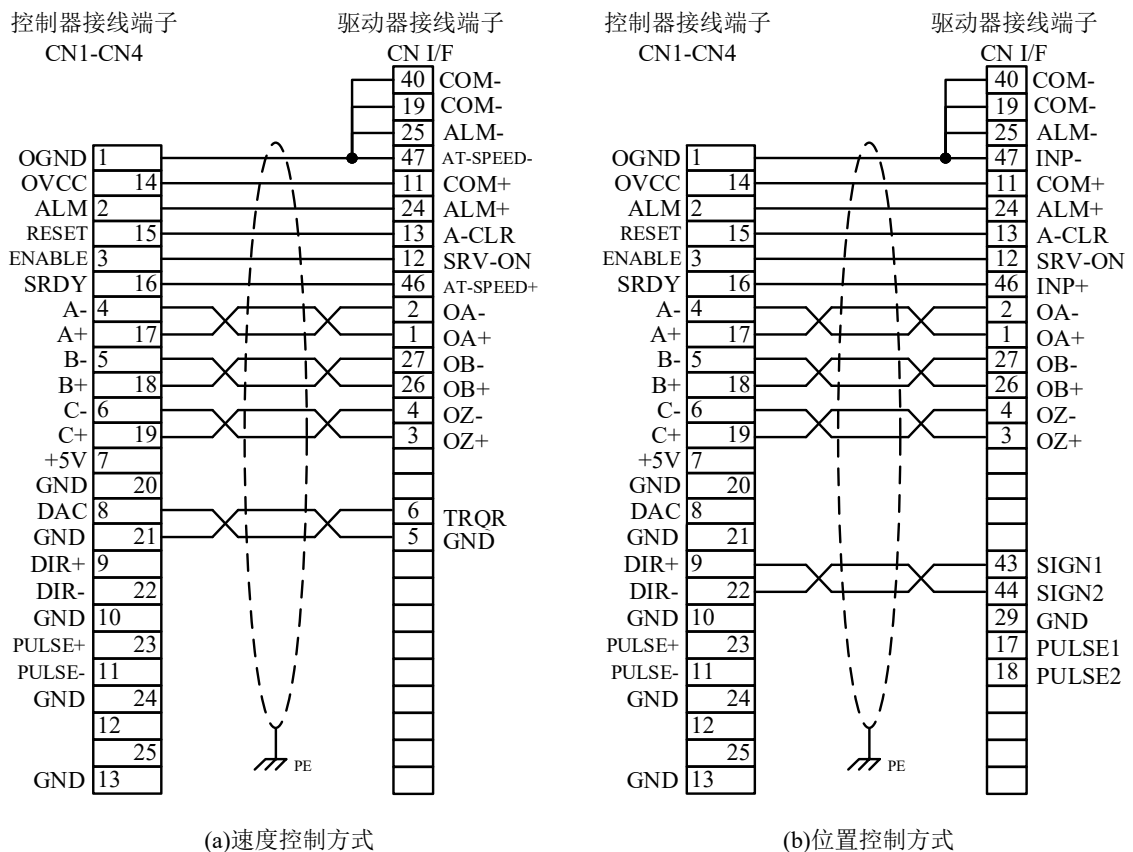 控制器接线端子
CN1-CN4
驱动器接线端子
CN I/F
40 COM-
19 COM-
25 ALM-
OGND 1 47 AT-SPEED-
OVCC 14 11 COM+
ALM 2 24 ALM+
RESET 15 13 A-CLR
ENABLE 3 12 SRV-ON
SRDY 16 46 AT-SPEED+
A- 4 2 OA-
A+ 17 1 OA+
B- 5 27 OB-
B+ 18 26 OB+
C- 6 4 OZ-
C+ 19 3 OZ+
+5V 7
GND 20
DAC 8 6 TRQR
GND 21 5 GND
DIR+ 9
DIR- 22
GND 10
PULSE+ 23
PULSE- 11
GND 24
12
25
GND 13
PE
(a)速度控制方式
控制器接线端子
CN1-CN4
驱动器接线端子
CN I/F
40 COM-
19 COM-
25 ALM-
OGND 1 47 INP-
OVCC 14 11 COM+
ALM 2 24 ALM+
RESET 15 13 A-CLR
ENABLE 3 12 SRV-ON
SRDY 16 46 INP+
A- 4 2 OA-
A+ 17 1 OA+
B- 5 27 OB-
B+ 18 26 OB+
C- 6 4 OZ-
C+ 19 3 OZ+
+5V 7
GND 20
DAC 8
GND 21
DIR+ 9 43 SIGN1
DIR- 22 44 SIGN2
GND 10 29 GND
PULSE+ 23 17 PULSE1
PULSE- 11 18 PULSE2
GND 24
12
25
GND 13
PE
(b)位置控制方式